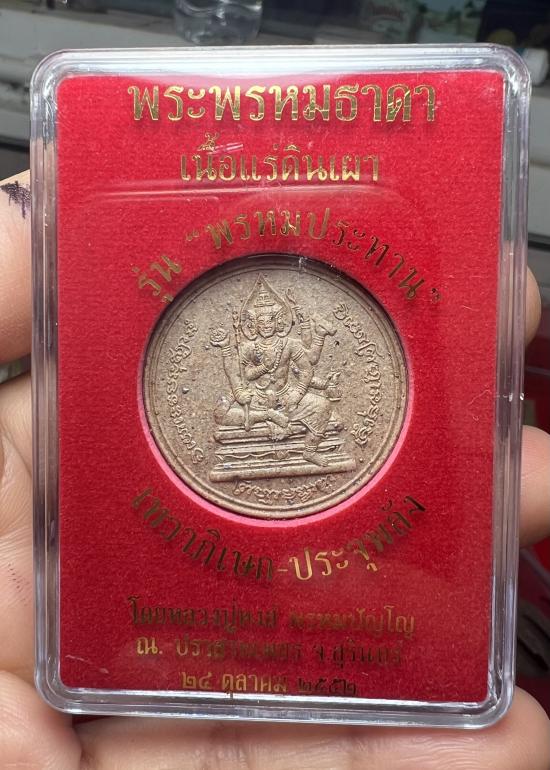 พระพรหมธาดา
เนื้อแร่ดินเผา
รุ่น "พรหมประทาน"
เทวาภิเษก-ประจุพลัง
โดยหลวงปู่หงษ์ พรหมปัญโญ
ณ. ปราสาทเพชร จ.สุรินทร์
๒๔ ตุลาคม ๒๕๕๒